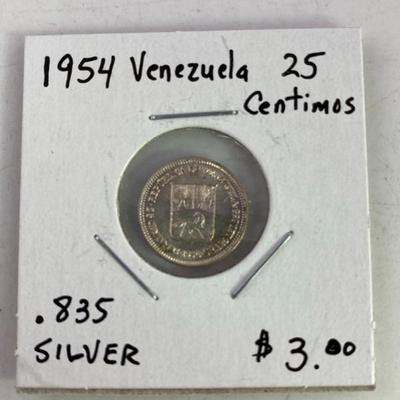 1954 Venezuela 25
Centimos
.835
SILVER
$3.00